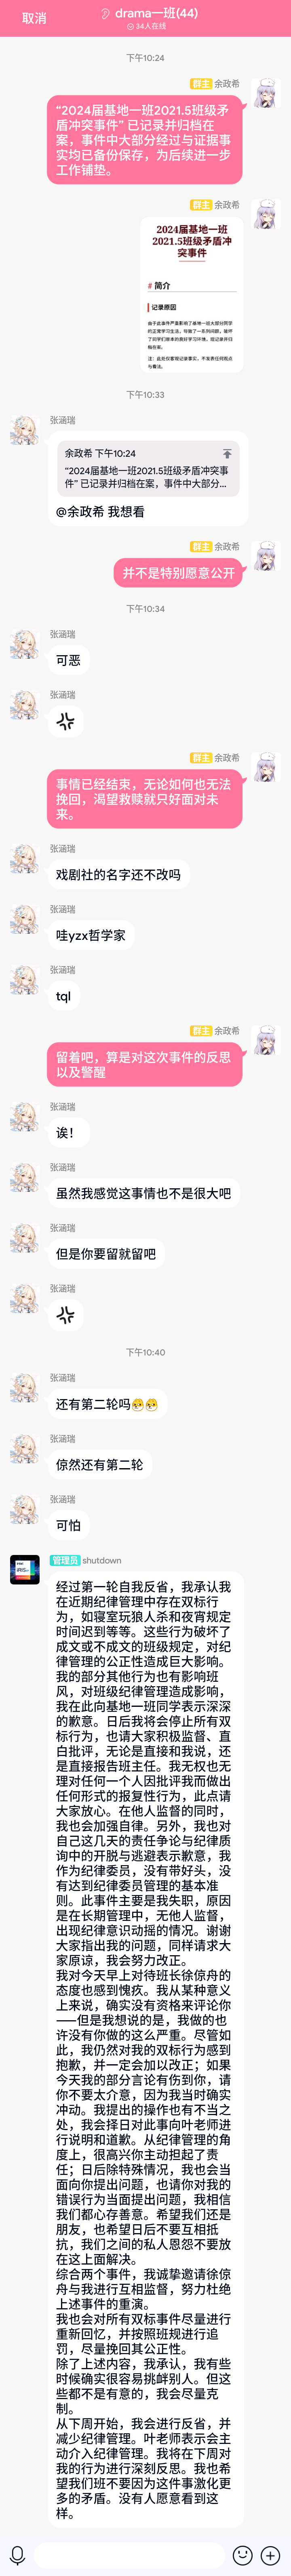 取消
drama一班(44)
34人在线
下午10:24
群主 余政希
“2024届基地一班2021.5班级矛
盾冲突事件” 已记录并归档在
案，事件中大部分经过与证据事
实均已备份保存，为后续进一步
工作铺垫。
群主 余政希
2024届基地一班
2021.5班级矛盾冲
突事件
# 简介
记录原因
由于此事件严重影响了基地一班大部分同学
注：此处仅客观记录事实，不发表任何观点
与看法。
下午10:33
张涵瑞
余政希 下午10:24
“2024届基地一班2021.5班级矛盾冲突事
件” 已记录并归档在案，事件中大部分...
@余政希 我想看
群主 余政希
并不是特别愿意公开
下午10:34
张涵瑞
可恶
张涵瑞
群主 余政希
事情已经结束，无论如何也无法
挽回，渴望救赎就只好面对未
来。
张涵瑞
戏剧社的名字还不改吗
张涵瑞
哇yzx哲学家
张涵瑞
tql
群主 余政希
留着吧，算是对这次事件的反思
以及警醒
张涵瑞
诶！
张涵瑞
虽然我感觉这事情也不是很大吧
张涵瑞
但是你要留就留吧
张涵瑞
下午10:40
张涵瑞
还有第二轮吗
张涵瑞
倞然还有第二轮
张涵瑞
可怕
管理员 shutdown
经过第一轮自我反省，我承认我
在近期纪律管理中存在双标行
为，如寝室玩狼人杀和夜宵规定
时间迟到等等。这些行为破坏了
成文或不成文的班级规定，对纪
律管理的公正性造成巨大影响。
我的部分其他行为也有影响班
风，对班级纪律管理造成影响，
我在此向基地一班同学表示深深
的歉意。日后我将会停止所有双
标行为，也请大家积极监督、直
白批评，无论是直接和我说，还
是直接报告班主任。我无权也无
理对任何一个人因批评我而做出
任何形式的报复性行为，此点请
大家放心。在他人监督的同时，
我也会加强自律。另外，我也对
自己这几天的责任争论与纪律质
询中的开脱与逃避表示歉意，我
作为纪律委员，没有带好头，没
有达到纪律委员管理的基本准
则。此事件主要是我失职，原因
是在长期管理中，无他人监督，
出现纪律意识动摇的情况。谢谢
大家指出我的问题，同样请求大
家原谅，我会努力改正。
我对今天早上对待班长徐倞舟的
态度也感到愧疚。我从某种意义
上来说，确实没有资格来评论你
——但是我想说的是，我做的也
许没有你做的这么严重。尽管如
此，我仍然对我的双标行为感到
抱歉，并一定会加以改正；如果
今天我的部分言论有伤到你，请
你不要太介意，因为我当时确实
冲动。我提出的操作也有不当之
处，我会择日对此事向叶老师进
行说明和道歉。从纪律管理的角
度上，很高兴你主动担起了责
任；日后除特殊情况，我也会当
面向你提出问题，也请你对我的
错误行为当面提出问题，我相信
我们都心存善意。希望我们还是
朋友，也希望日后不要互相抵
抗，我们之间的私人恩怨不要放
在这上面解决。
综合两个事件，我诚挚邀请徐倞
舟与我进行互相监督，努力杜绝
上述事件的重演。
我也会对所有双标事件尽量进行
重新回忆，并按照班规进行追
罚，尽量挽回其公正性。
除了上述内容，我承认，我有些
时候确实很容易挑衅别人。但这
些都不是有意的，我会尽量克
制。
从下周开始，我会进行反省，并
减少纪律管理。叶老师表示会主
动介入纪律管理。我将在下周对
我的行为进行深刻反思。我也希
望我们班不要因为这件事激化更
多的矛盾。没有人愿意看到这
样。